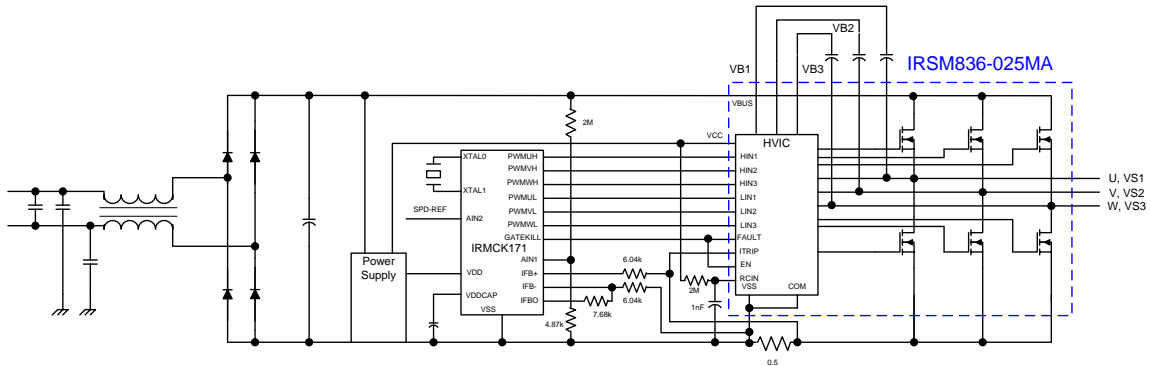 VB2
VB1
VB3
IRSM836-025MA
VBUS
2M
VCC
HVIC
XTAL0
XTAL1
SPD-REF
AIN2
IRMCK171
VDD
VDDCAP
VSS
PWMUH
PWMVH
PWMWH
PWMUL
PWMVL
PWMWL
GATEKILL
AIN1
IFB+
IFB-
IFBO
HIN1
HIN2
HIN3
LIN1
LIN2
LIN3
FAULT
ITRIP
EN
RCIN
VSS
COM
U, VS1
V, VS2
W, VS3
Power
Supply
6.04k
6.04k
7.68k
4.87k
2M
1nF
0.5